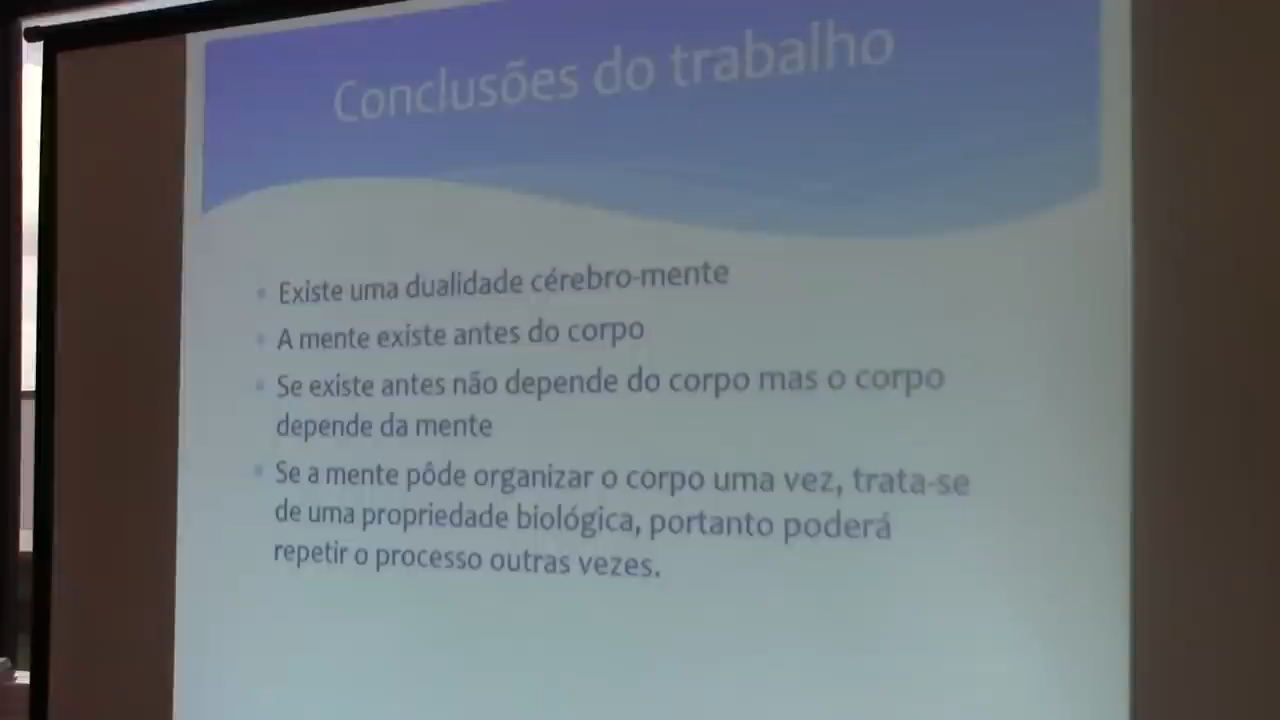 Conclusões do trabalho
Existe uma dualidade cérebro-mente
A mente existe antes do corpo
Se existe antes não depende do corpo mas o corpo
depende da mente
Se a mente pôde organizar o corpo uma vez, trata-se
de uma propriedade biológica, portanto poderá
repetir o processo outras vezes.